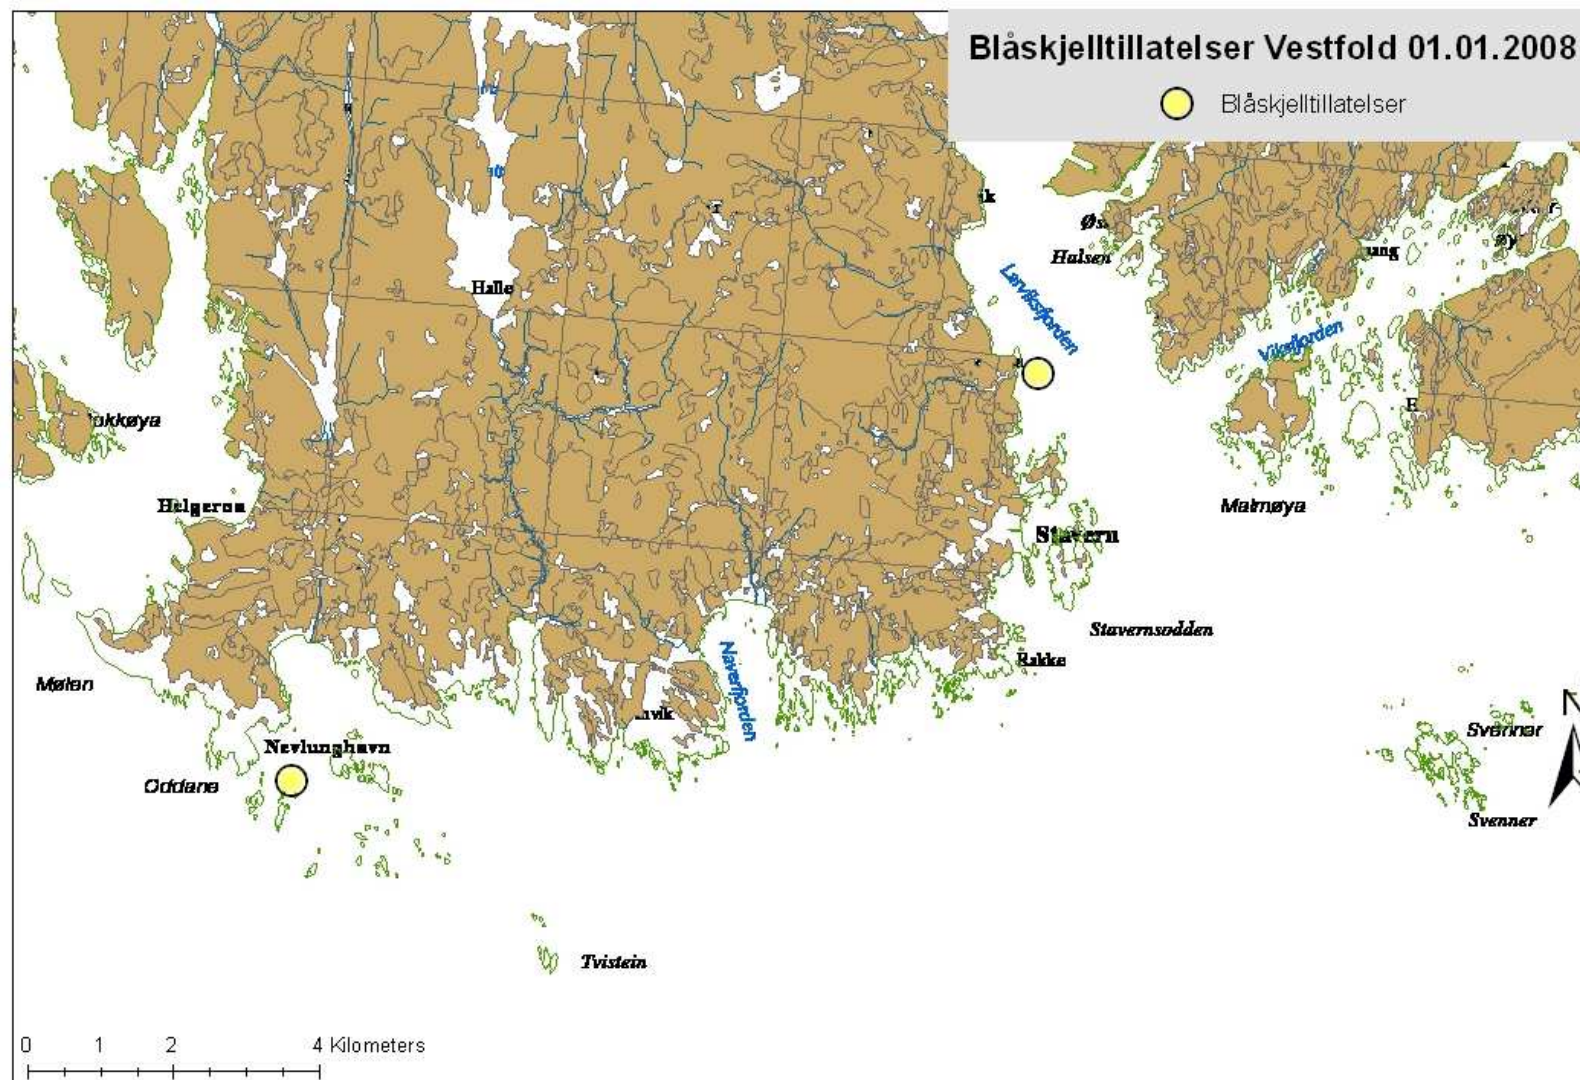 Blåskjelltillatelser Vestfold 01.01.2008
Blåskjelltillatelser
Halle
Halsen
Larviksfjorden
Viksfjorden
Helgeroa
Malmøya
Stavern
Stavernsodden
Rakke
Mølen
Naverfjorden
Nevlunghavn
Oddane
Svenner
Svenner
Tvistein
0 1 2 4 Kilometers
N